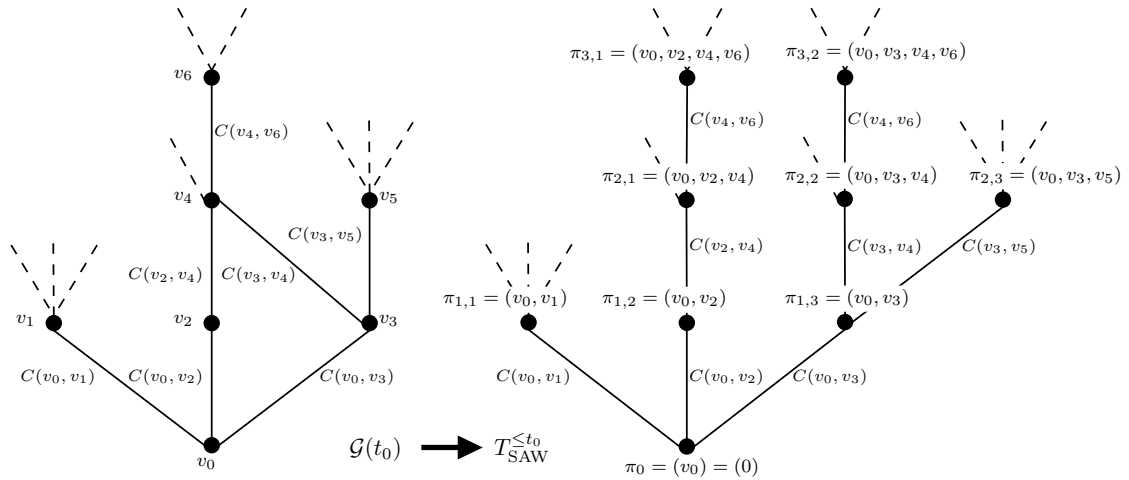 v₆
C(v₄, v₆)
v₄
v₅
C(v₃, v₅)
C(v₂, v₄)
C(v₃, v₄)
v₁
v₂
v₃
C(v₀, v₁)
C(v₀, v₂)
C(v₀, v₃)
v₀
𝒢(t₀)
T_{SAW}^{≤t₀}
π₃,₁ = (v₀, v₂, v₄, v₆)
π₃,₂ = (v₀, v₃, v₄, v₆)
C(v₄, v₆)
C(v₄, v₆)
π₂,₁ = (v₀, v₂, v₄)
π₂,₂ = (v₀, v₃, v₄)
π₂,₃ = (v₀, v₃, v₅)
C(v₂, v₄)
C(v₃, v₄)
C(v₃, v₅)
π₁,₁ = (v₀, v₁)
π₁,₂ = (v₀, v₂)
π₁,₃ = (v₀, v₃)
C(v₀, v₁)
C(v₀, v₂)
C(v₀, v₃)
π₀ = (v₀) = (0)